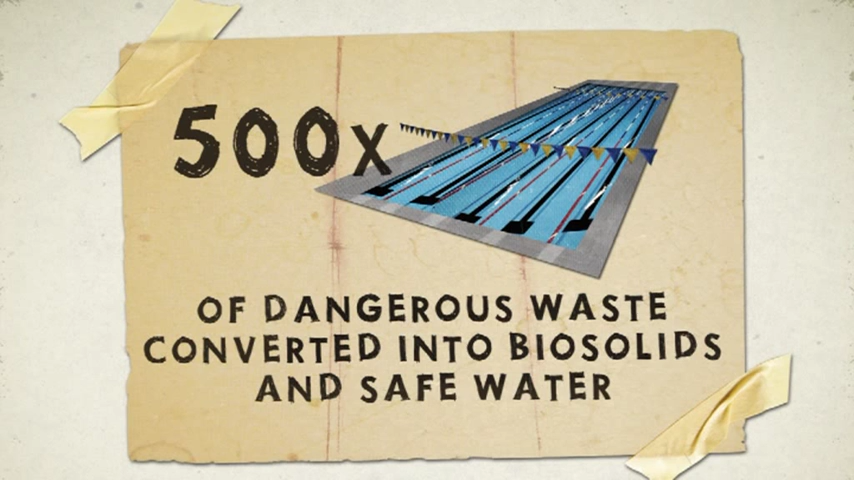 500x
OF DANGEROUS WASTE
CONVERTED INTO BIOSOLIDS
AND SAFE WATER